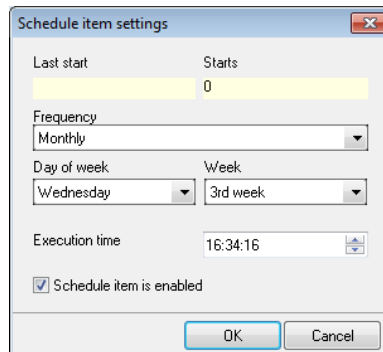 Schedule item settings
Last start Starts
0
Frequency
Monthly
Day of week Week
Wednesday 3rd week
Execution time 16:34:16
Schedule item is enabled
OK Cancel